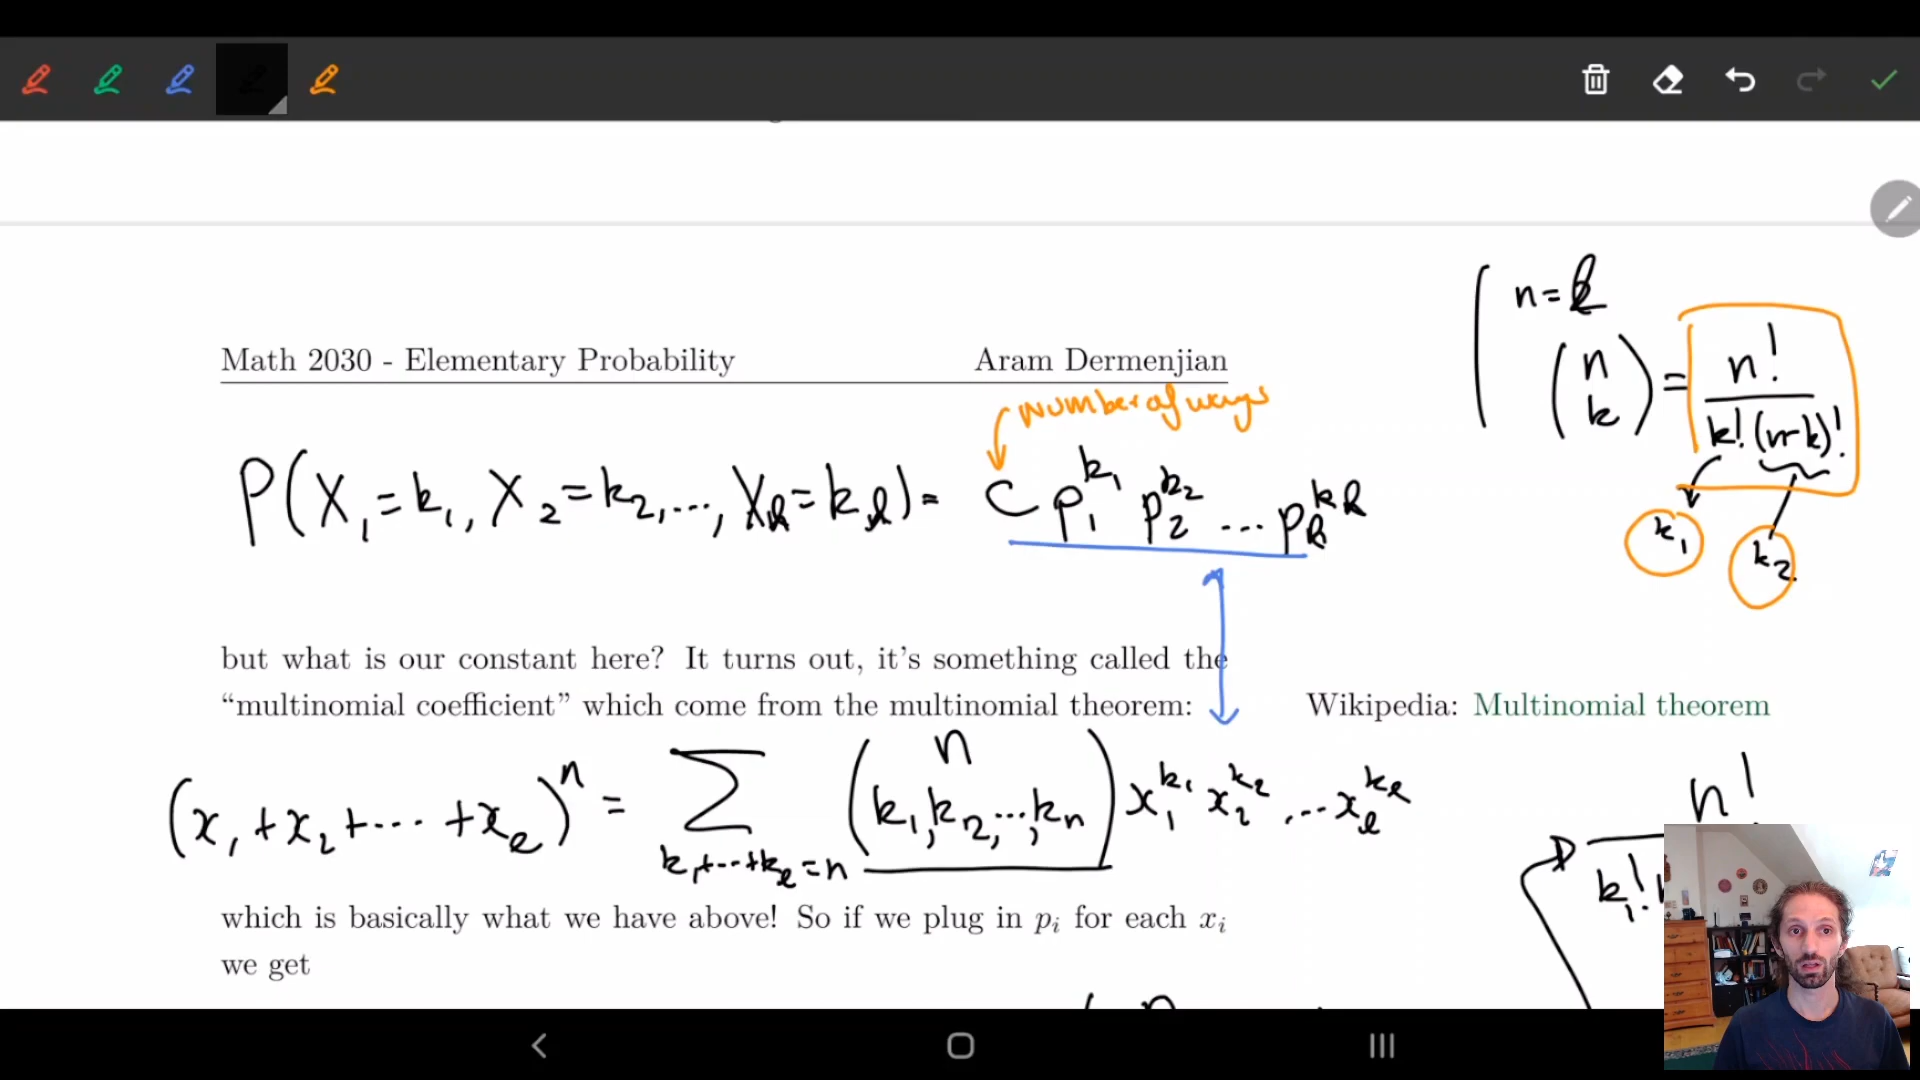 Math 2030 - Elementary Probability Aram Dermenjian
number of ways
P(X₁=k₁, X₂=k₂,..., Xℓ=kℓ) = C p₁^k₁ p₂^k₂ ... pℓ^kℓ
n=2
(n k) = n! / k!(n-k)!
k₁ k₂
but what is our constant here? It turns out, it's something called the
“multinomial coefficient” which come from the multinomial theorem:
Wikipedia: Multinomial theorem
(x₁+x₂+...+xℓ)ⁿ = Σ k₁+...+kℓ=n (n k₁,k₂,...,kₙ) x₁^k₁ x₂^k₂ ... xℓ^kℓ
n!
k₁!
which is basically what we have above! So if we plug in pᵢ for each xᵢ
we get